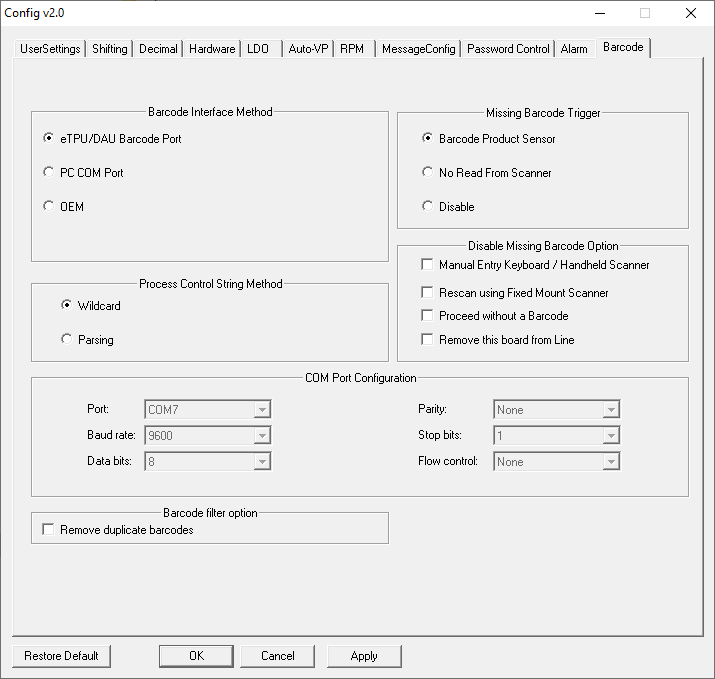 Config v2.0
UserSettings Shifting Decimal Hardware LDO Auto-VP RPM MessageConfig Password Control Alarm Barcode
Barcode Interface Method
eTPU/DAU Barcode Port
PC COM Port
OEM
Missing Barcode Trigger
Barcode Product Sensor
No Read From Scanner
Disable
Process Control String Method
Wildcard
Parsing
Disable Missing Barcode Option
Manual Entry Keyboard / Handheld Scanner
Rescan using Fixed Mount Scanner
Proceed without a Barcode
Remove this board from Line
COM Port Configuration
Port: COM7
Baud rate: 9600
Data bits: 8
Parity: None
Stop bits: 1
Flow control: None
Barcode filter option
Remove duplicate barcodes
Restore Default OK Cancel Apply